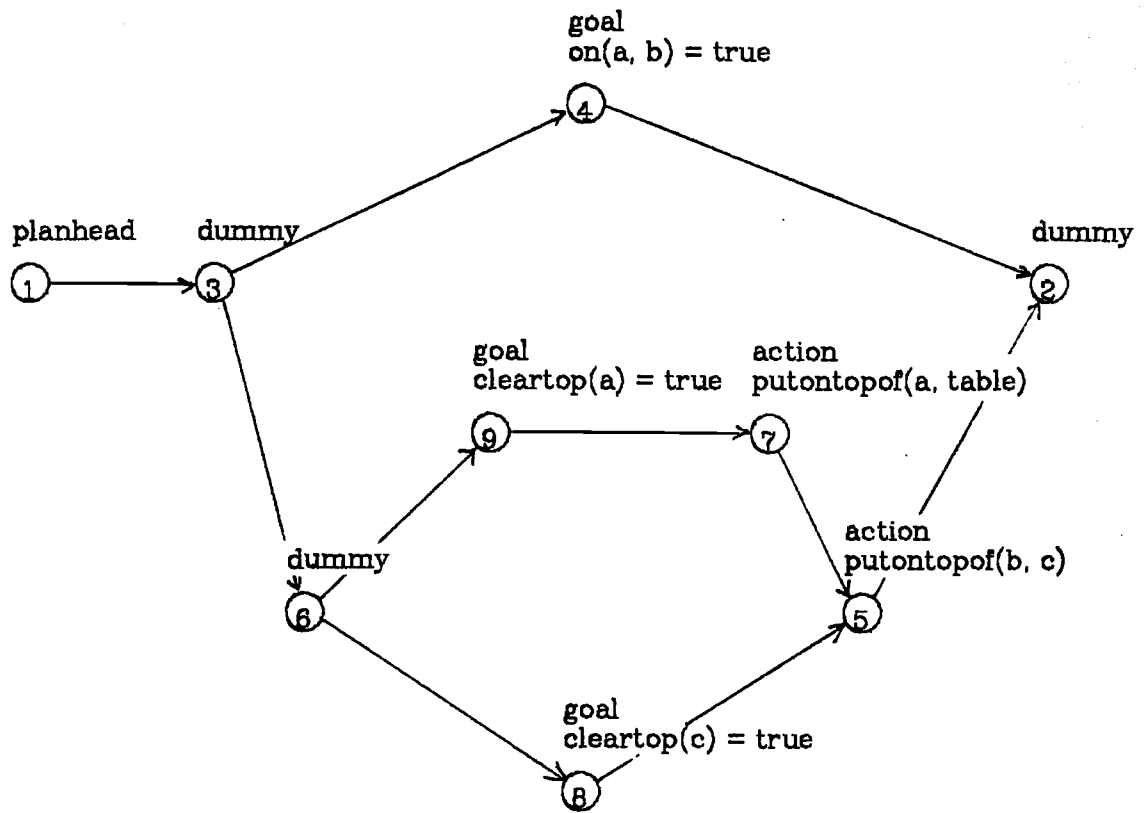 goal
on(a, b) = true
4
planhead
dummy
dummy
1
3
2
goal
cleartop(a) = true
action
putontopof(a, table)
9
7
action
putontopof(b, c)
dummy
6
5
goal
cleartop(c) = true
8